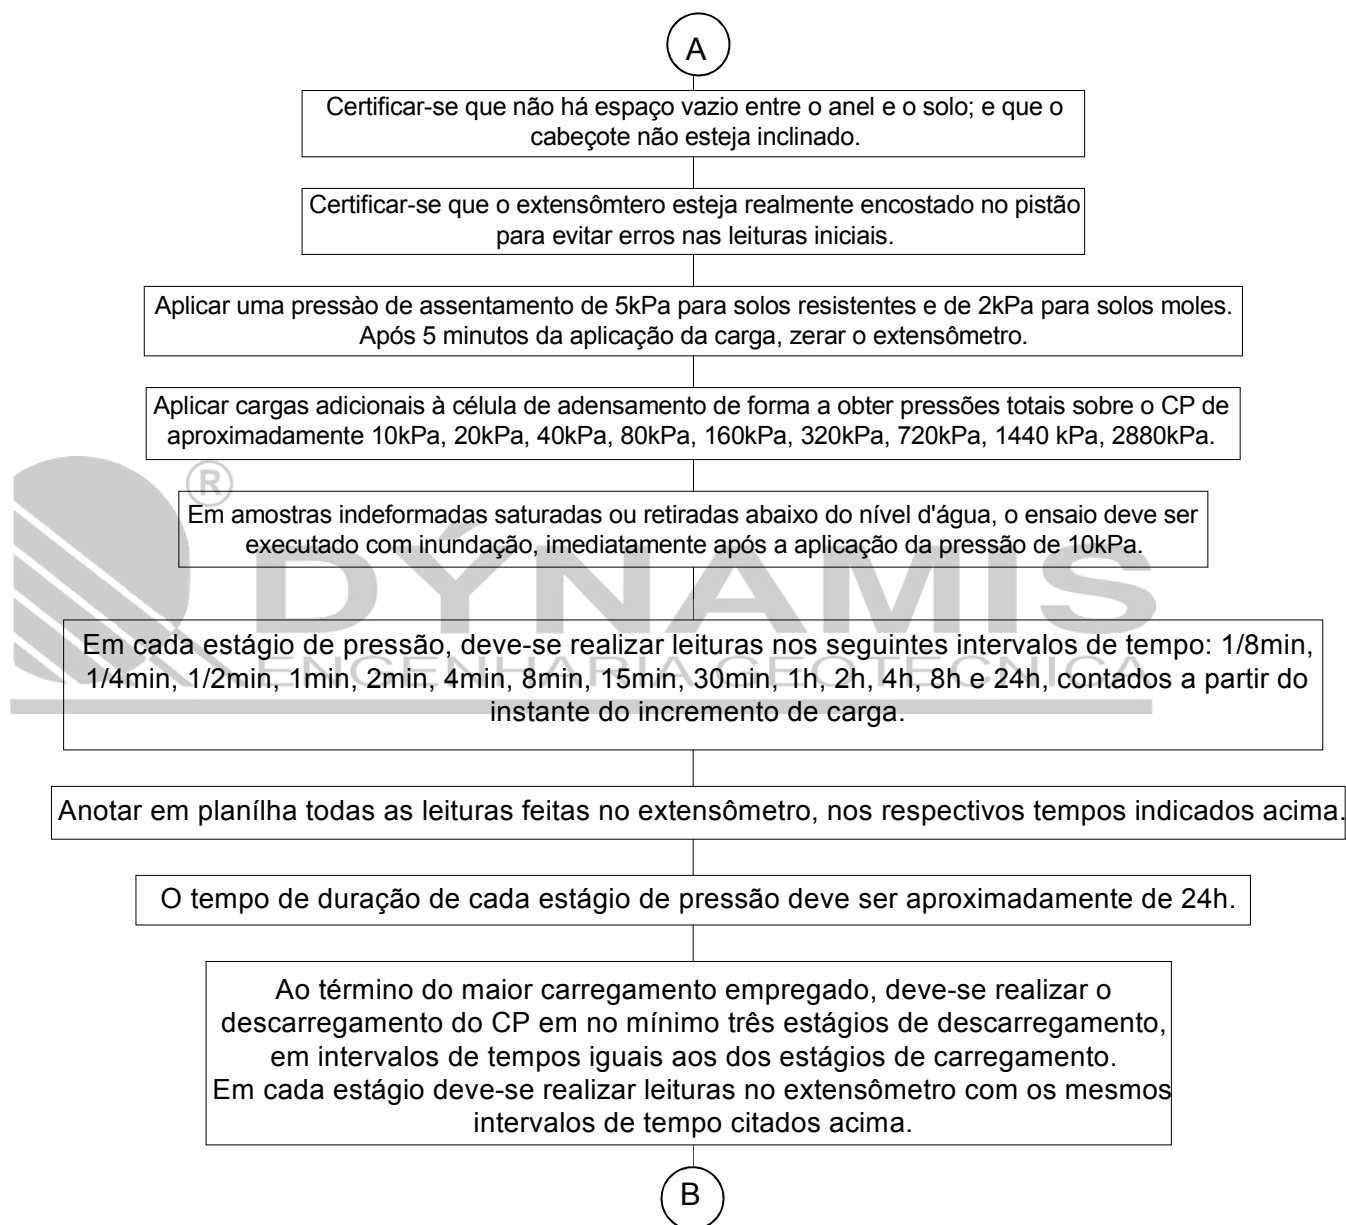 A
Certificar-se que não há espaço vazio entre o anel e o solo; e que o
cabeçote não esteja inclinado.
Certificar-se que o extensômtero esteja realmente encostado no pistão
para evitar erros nas leituras iniciais.
Aplicar uma pressào de assentamento de 5kPa para solos resistentes e de 2kPa para solos moles.
Após 5 minutos da aplicação da carga, zerar o extensômetro.
Aplicar cargas adicionais à célula de adensamento de forma a obter pressões totais sobre o CP de
aproximadamente 10kPa, 20kPa, 40kPa, 80kPa, 160kPa, 320kPa, 720kPa, 1440 kPa, 2880kPa.
®
Em amostras indeformadas saturadas ou retiradas abaixo do nível d'água, o ensaio deve ser
executado com inundação, imediatamente após a aplicação da pressão de 10kPa.
DÝNAMIS
Em cada estágio de pressão, deve-se realizar leituras nos seguintes intervalos de tempo: 1/8min,
1/4min, 1/2min, 1min, 2min, 4min, 8min, 15min, 30min, 1h, 2h, 4h, 8h e 24h, contados a partir do
instante do incremento de carga.
ENGENHARIA GEOTECNICA
Anotar em planílha todas as leituras feitas no extensômetro, nos respectivos tempos indicados acima.
O tempo de duração de cada estágio de pressão deve ser aproximadamente de 24h.
Ao término do maior carregamento empregado, deve-se realizar o
descarregamento do CP em no mínimo três estágios de descarregamento,
em intervalos de tempos iguais aos dos estágios de carregamento.
Em cada estágio deve-se realizar leituras no extensômetro com os mesmos
intervalos de tempo citados acima.
B